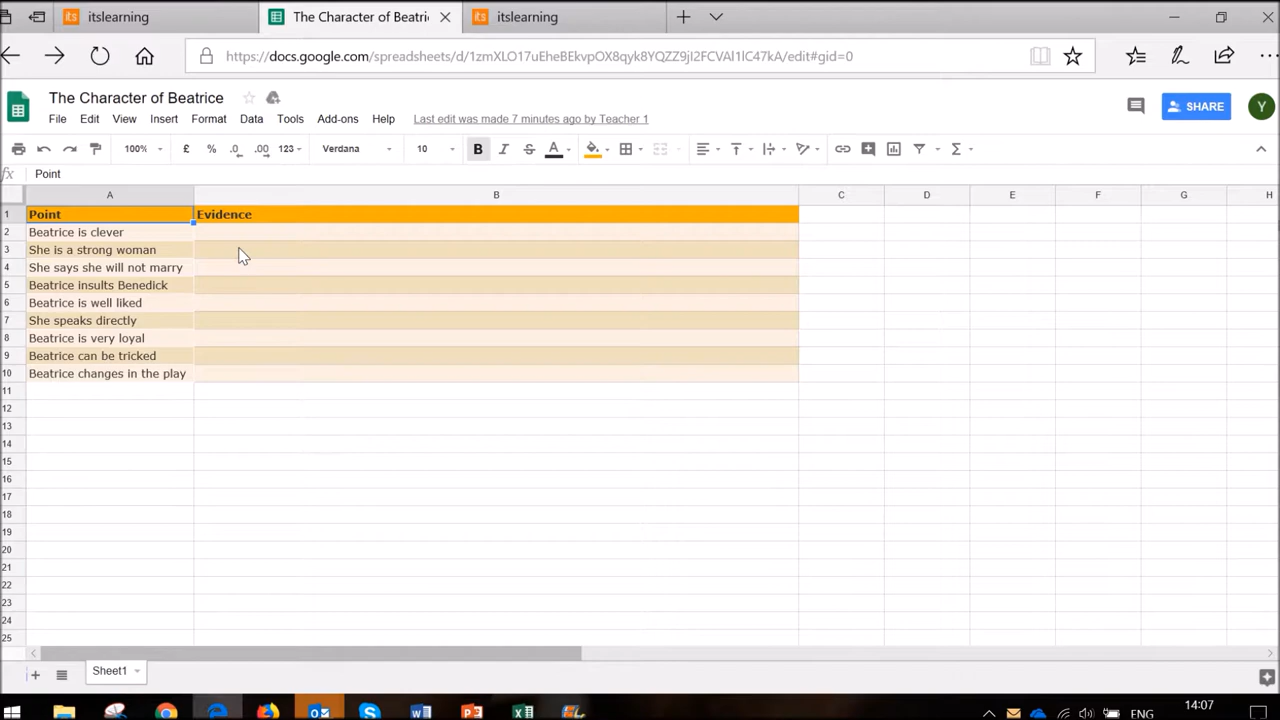 its itslearning
The Character of Beatric
its itslearning
https://docs.google.com/spreadsheets/d/1zmXLO17uEheBEkvpOX8qyk8YQZZ9jI2FCVAl1lC47kA/edit#gid=0
The Character of Beatrice
File Edit View Insert Format Data Tools Add-ons Help Last edit was made 7 minutes ago by Teacher 1
SHARE
Y
100% £ % .0 .00 123 Verdana 10 B I S A Σ
fx Point
A B C D E F G H
1 Point Evidence
2 Beatrice is clever
3 She is a strong woman
4 She says she will not marry
5 Beatrice insults Benedick
6 Beatrice is well liked
7 She speaks directly
8 Beatrice is very loyal
9 Beatrice can be tricked
10 Beatrice changes in the play
11
12
13
14
15
16
17
18
19
20
21
22
23
24
25
Sheet1
ENG
14:07